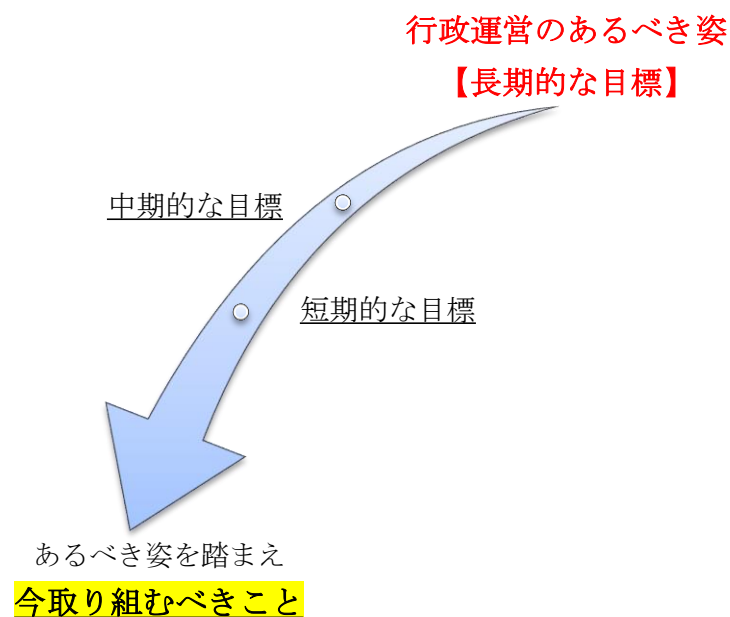 行政運営のあるべき姿
【長期的な目標】
中期的な目標
短期的な目標
あるべき姿を踏まえ
今取り組むべきこと